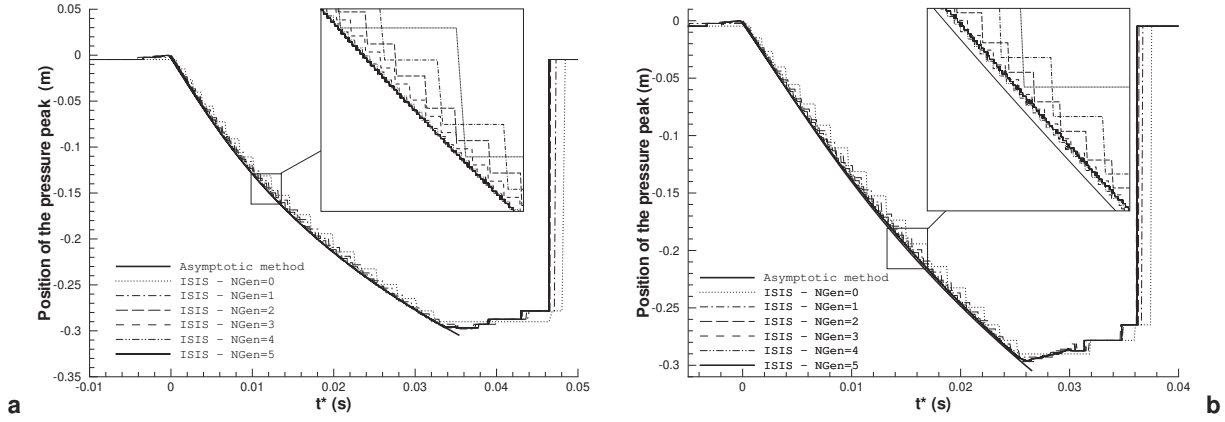 0.05
0
-0.05
-0.1
-0.15
-0.2
-0.25
-0.3
-0.35
Position of the pressure peak (m)
Asymptotic method
ISIS - NGen=0
ISIS - NGen=1
ISIS - NGen=2
ISIS - NGen=3
ISIS - NGen=4
ISIS - NGen=5
-0.01 0 0.01 0.02 0.03 0.04 0.05
t* (s)
a
0
-0.05
-0.1
-0.15
-0.2
-0.25
-0.3
Position of the pressure peak (m)
Asymptotic method
ISIS - NGen=0
ISIS - NGen=1
ISIS - NGen=2
ISIS - NGen=3
ISIS - NGen=4
ISIS - NGen=5
0 0.01 0.02 0.03 0.04
t* (s)
b